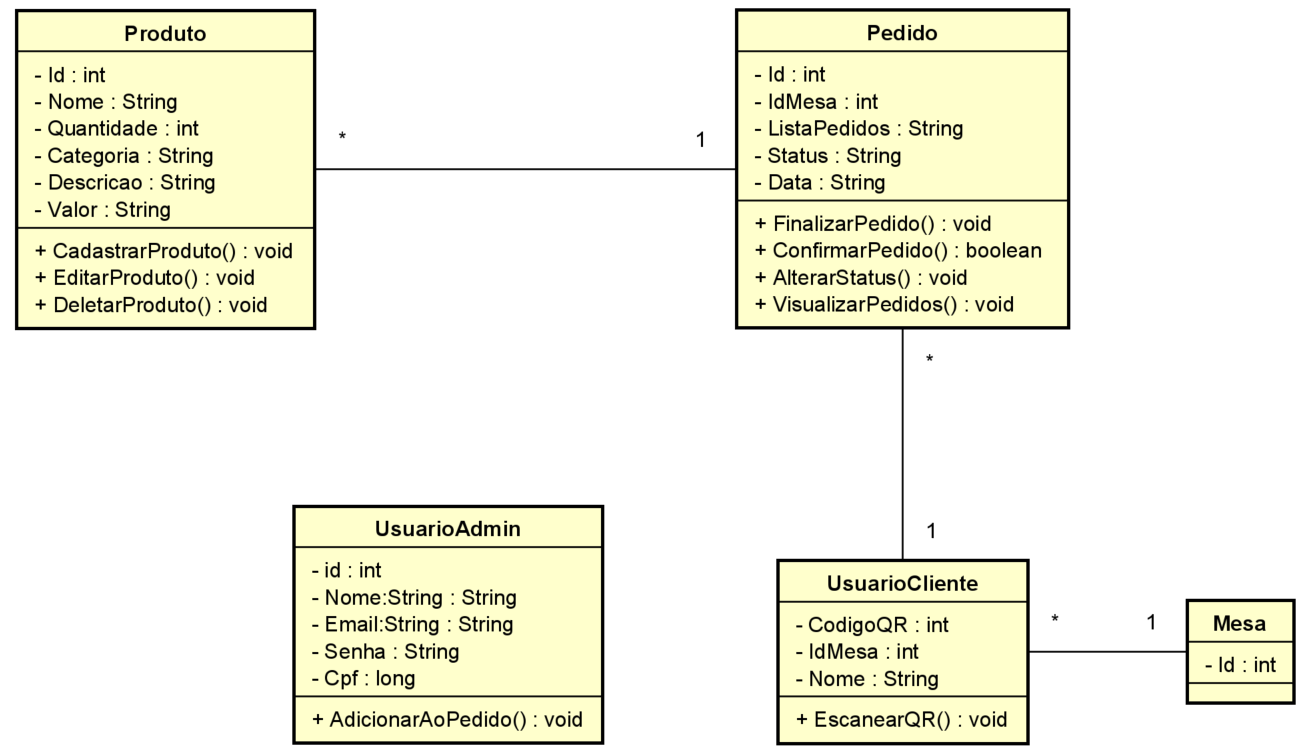 Produto
- Id : int
- Nome : String
- Quantidade : int
- Categoria : String
- Descricao : String
- Valor : String
+ CadastrarProduto() : void
+ EditarProduto() : void
+ DeletarProduto() : void
*
1
Pedido
- Id : int
- IdMesa : int
- ListaPedidos : String
- Status : String
- Data : String
+ FinalizarPedido() : void
+ ConfirmarPedido() : boolean
+ AlterarStatus() : void
+ VisualizarPedidos() : void
*
1
UsuarioAdmin
- id : int
- Nome:String : String
- Email:String : String
- Senha : String
- Cpf : long
+ AdicionarAoPedido() : void
UsuarioCliente
- CodigoQR : int
- IdMesa : int
- Nome : String
+ EscanearQR() : void
*
1
Mesa
- Id : int